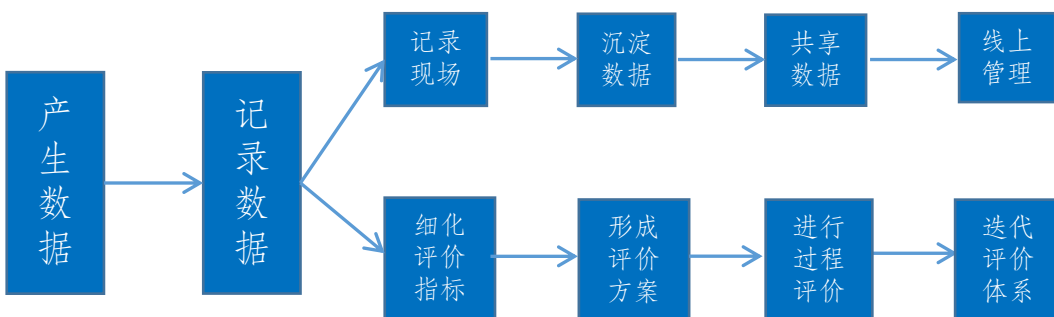 产生数据
记录数据
记录
现场
沉淀
数据
共享
数据
线上
管理
细化
评价
指标
形成
评价
方案
进行
过程
评价
迭代
评价
体系